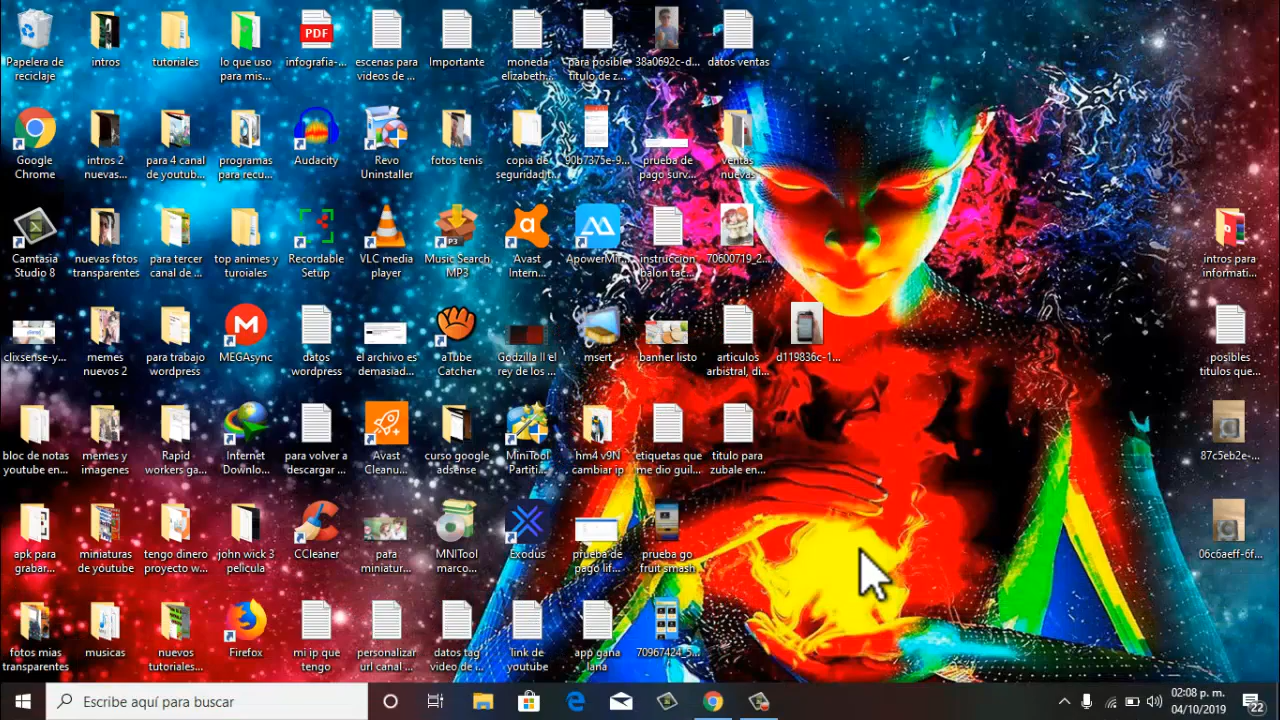 Papelera de
reciclaje
intros
tutoriales
lo que uso
para mis...
PDF
infografia-...
escenas para
videos de ...
Importante
moneda
elizabeth...
para posible
titulo de z...
38a0692c-d...
datos ventas
Google
Chrome
intros 2
nuevas...
para 4 canal
de youtub...
programas
para recu...
Audacity
Revo
Uninstaller
fotos tenis
copia de
seguridad t...
90b7375e-9...
prueba de
pago surv...
ventas
nuevas
Camtasia
Studio 8
nuevas fotos
transparentes
para tercer
canal de...
top animes y
turoiales
Recordable
Setup
VLC media
player
P3
Music Search
MP3
Avast
Intern...
ApowerMir...
instruccion
balon tac...
70600719_2...
intros para
informati...
clixsense-y...
memes
nuevos 2
para trabajo
wordpress
MEGAsync
datos
wordpress
el archivo es
demasiad...
aTube
Catcher
Godzilla II el
rey de los ...
msert
banner listo
articulos
arbistral, di...
d119836c-1...
posibles
titulos que...
bloc de notas
youtube en...
memes y
imagenes
Rapid
workers ga...
Internet
Downlo...
para volver a
descargar ...
Avast
Cleanu...
curso google
adsense
MiniTool
Partiti...
hm4 v9N
cambiar ip
etiquetas que
me dio guil...
titulo para
zubale en...
87c5eb2e-...
apk para
grabar...
miniaturas
de youtube
tengo dinero
proyecto w...
john wick 3
pelicula
CCleaner
para
miniatur...
MNITool
marco...
Exodus
prueba de
pago lif...
prueba go
fruit smash
06c6aeff-6f...
fotos mias
transparentes
musicas
nuevos
tutoriales...
Firefox
mi ip que
tengo
personalizar
url canal ...
datos tag
video de i...
link de
youtube
app gana
lana
70967424_5...
Escribe aquí para buscar
02:08 p. m.
04/10/2019
22